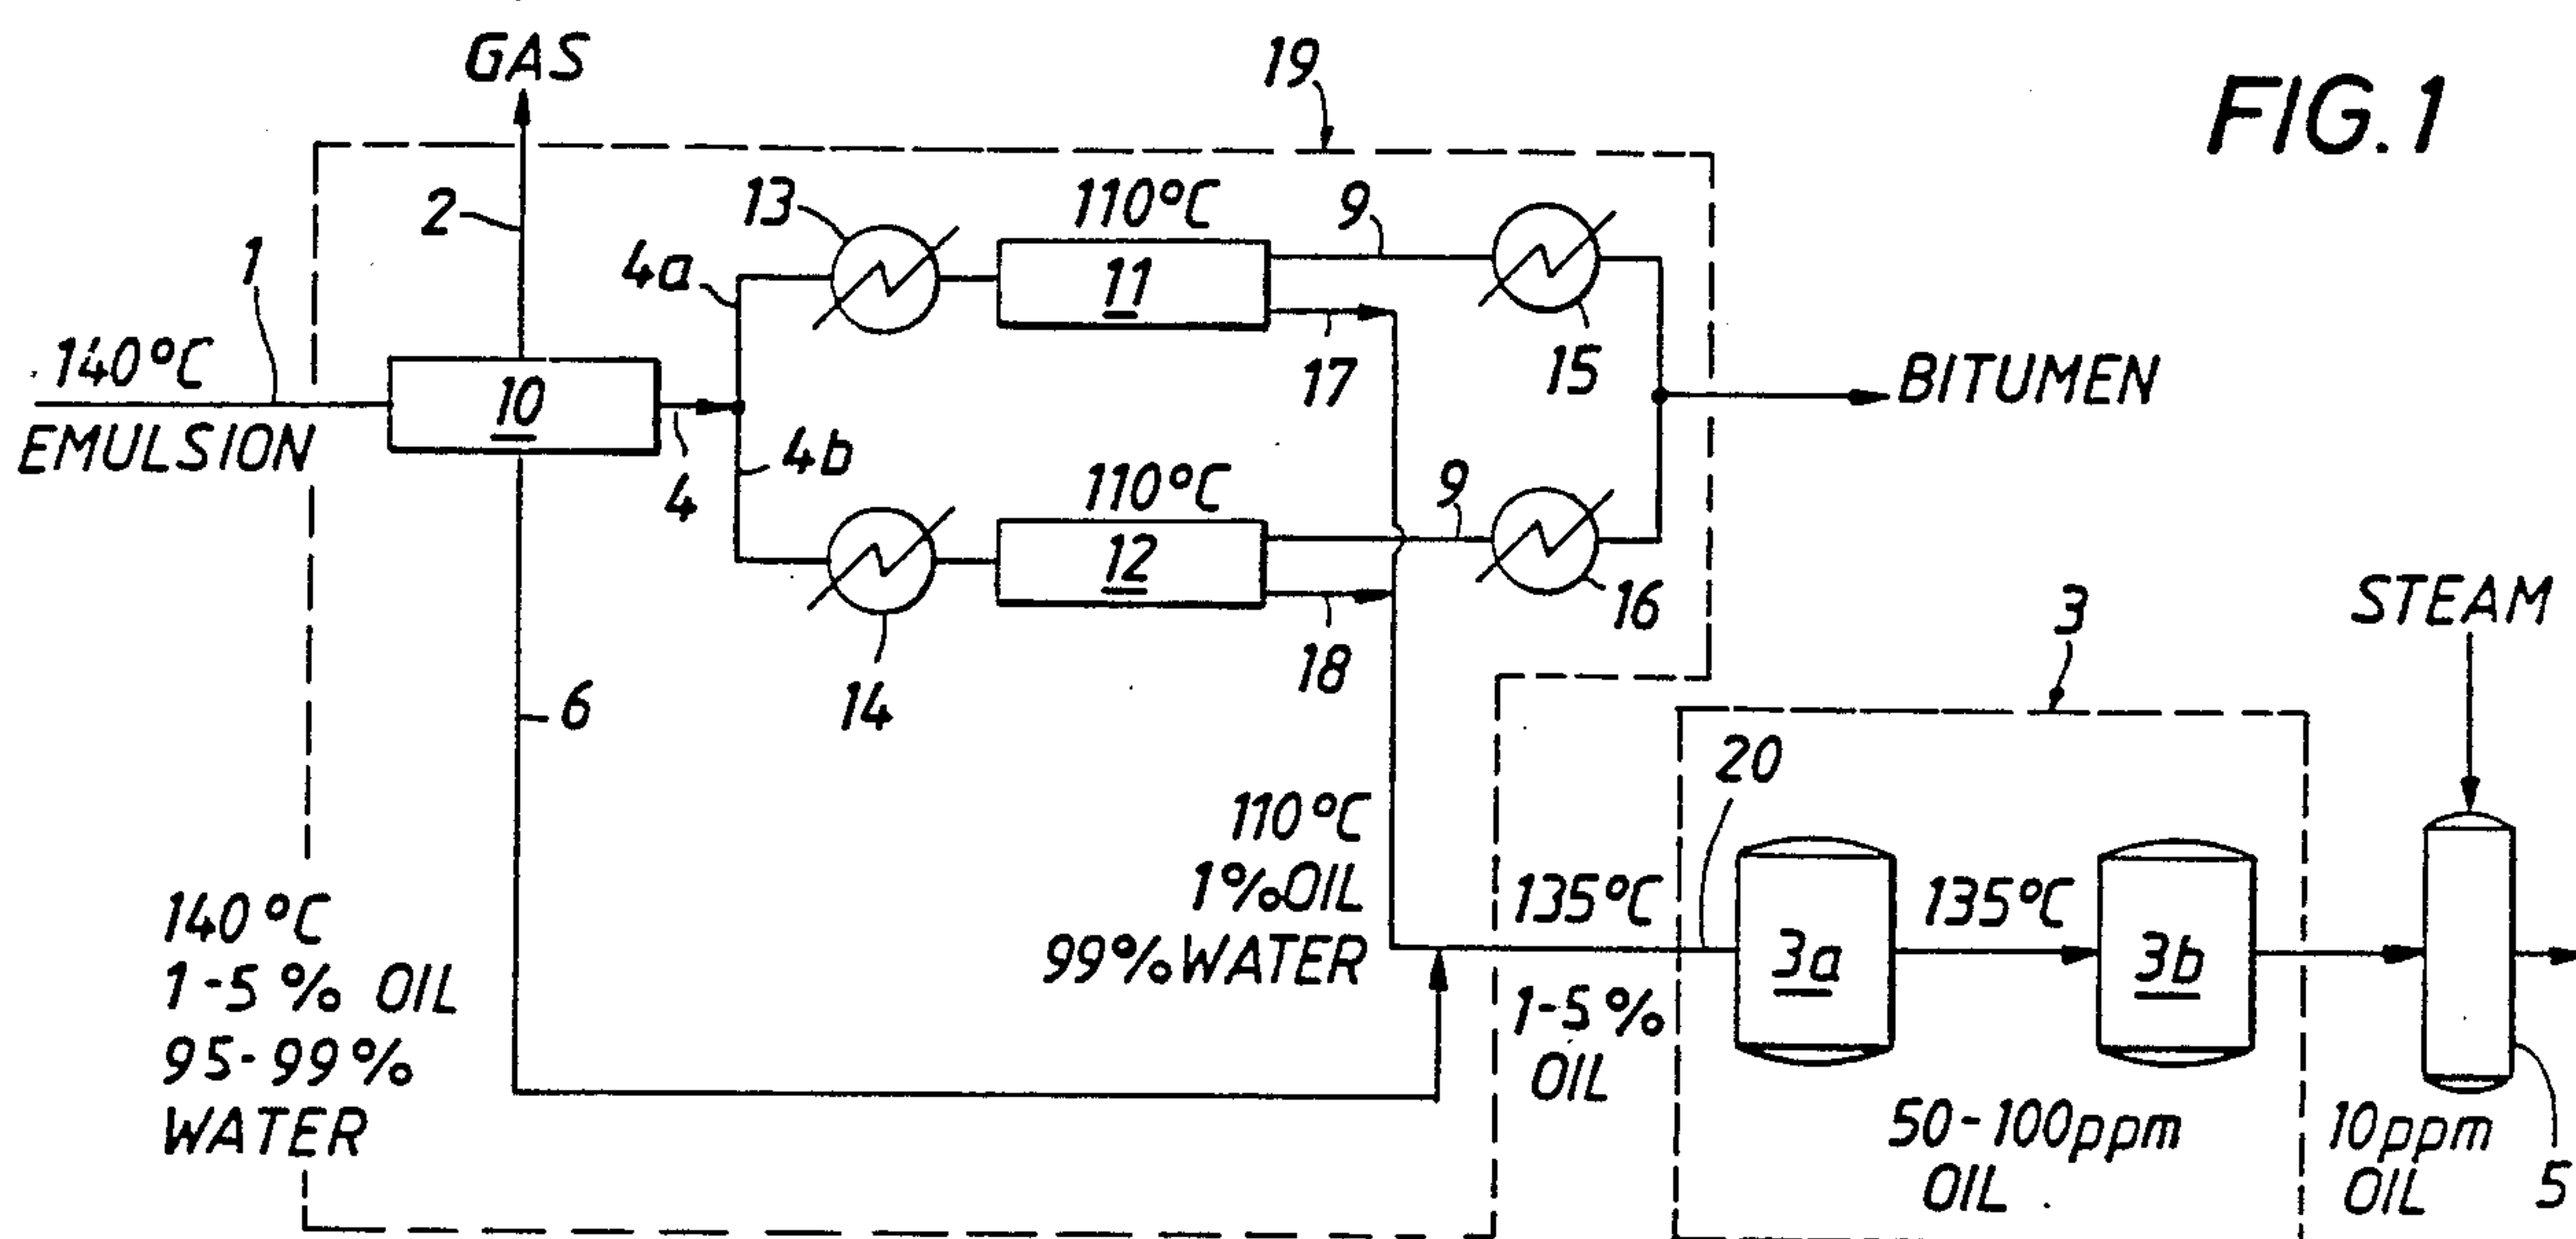 FIG.1
GAS
19
13
110°C
9
2
4a
1
11
140°C
17
15
10
BITUMEN
EMULSION
4b
4
110°C
9
12
16
STEAM
3
18
14
6
20
110°C
1%OIL
99%WATER
135°C
135°C
140°C
1-5% OIL
95-99%
WATER
3a
3b
1-5%
OIL
50-100ppm
OIL
10ppm
OIL
5